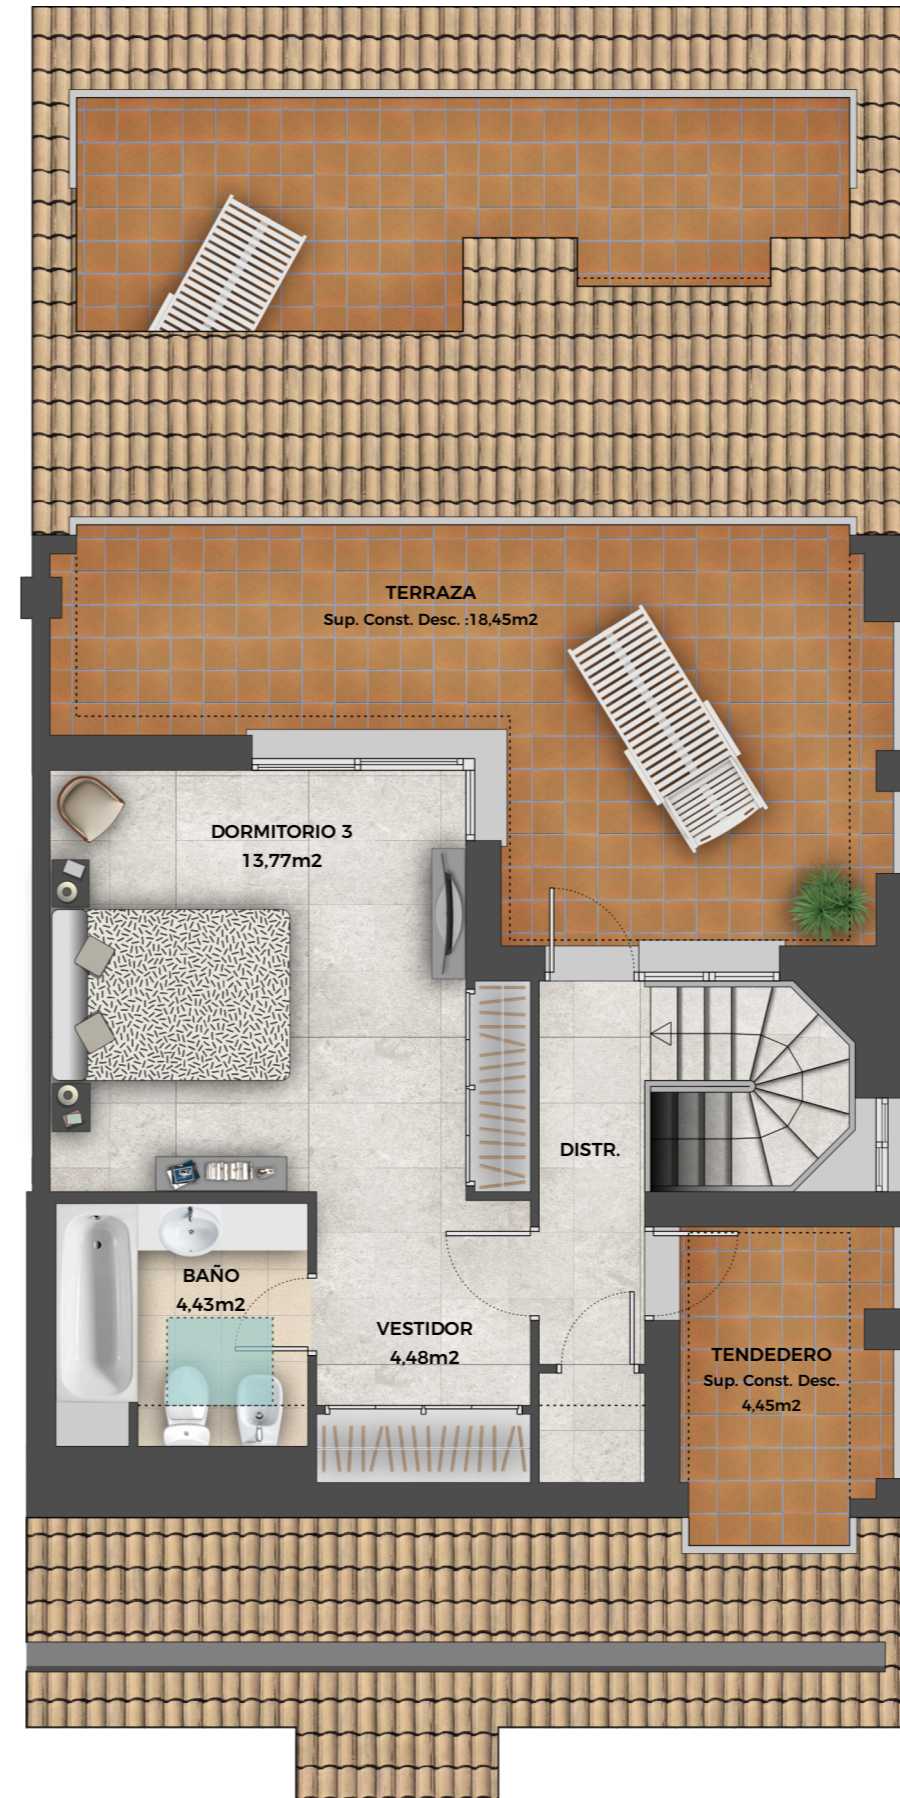 TERRAZA
Sup. Const. Desc. :18,45m2
DORMITORIO 3
13,77m2
DISTR.
BAÑO
4,43m2
VESTIDOR
4,48m2
TENDEDERO
Sup. Const. Desc.
4,45m2